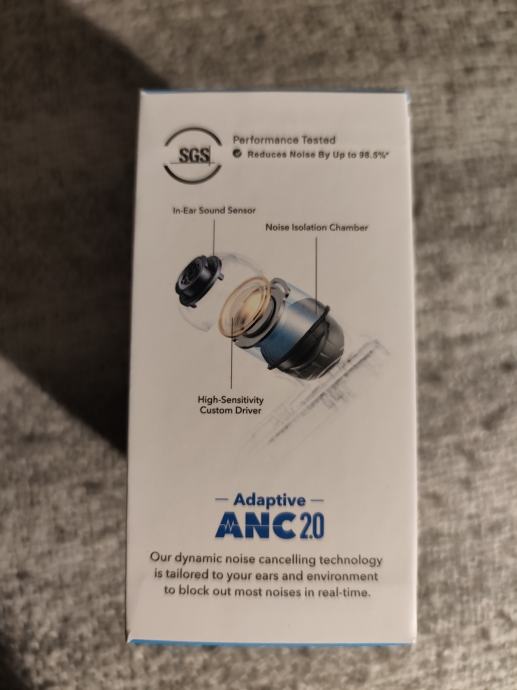 SGS
Performance Tested
Reduces Noise By Up to 98.5%*
In-Ear Sound Sensor
Noise Isolation Chamber
High-Sensitivity
Custom Driver
Adaptive
ANC 2.0
Our dynamic noise cancelling technology
is tailored to your ears and environment
to block out most noises in real-time.